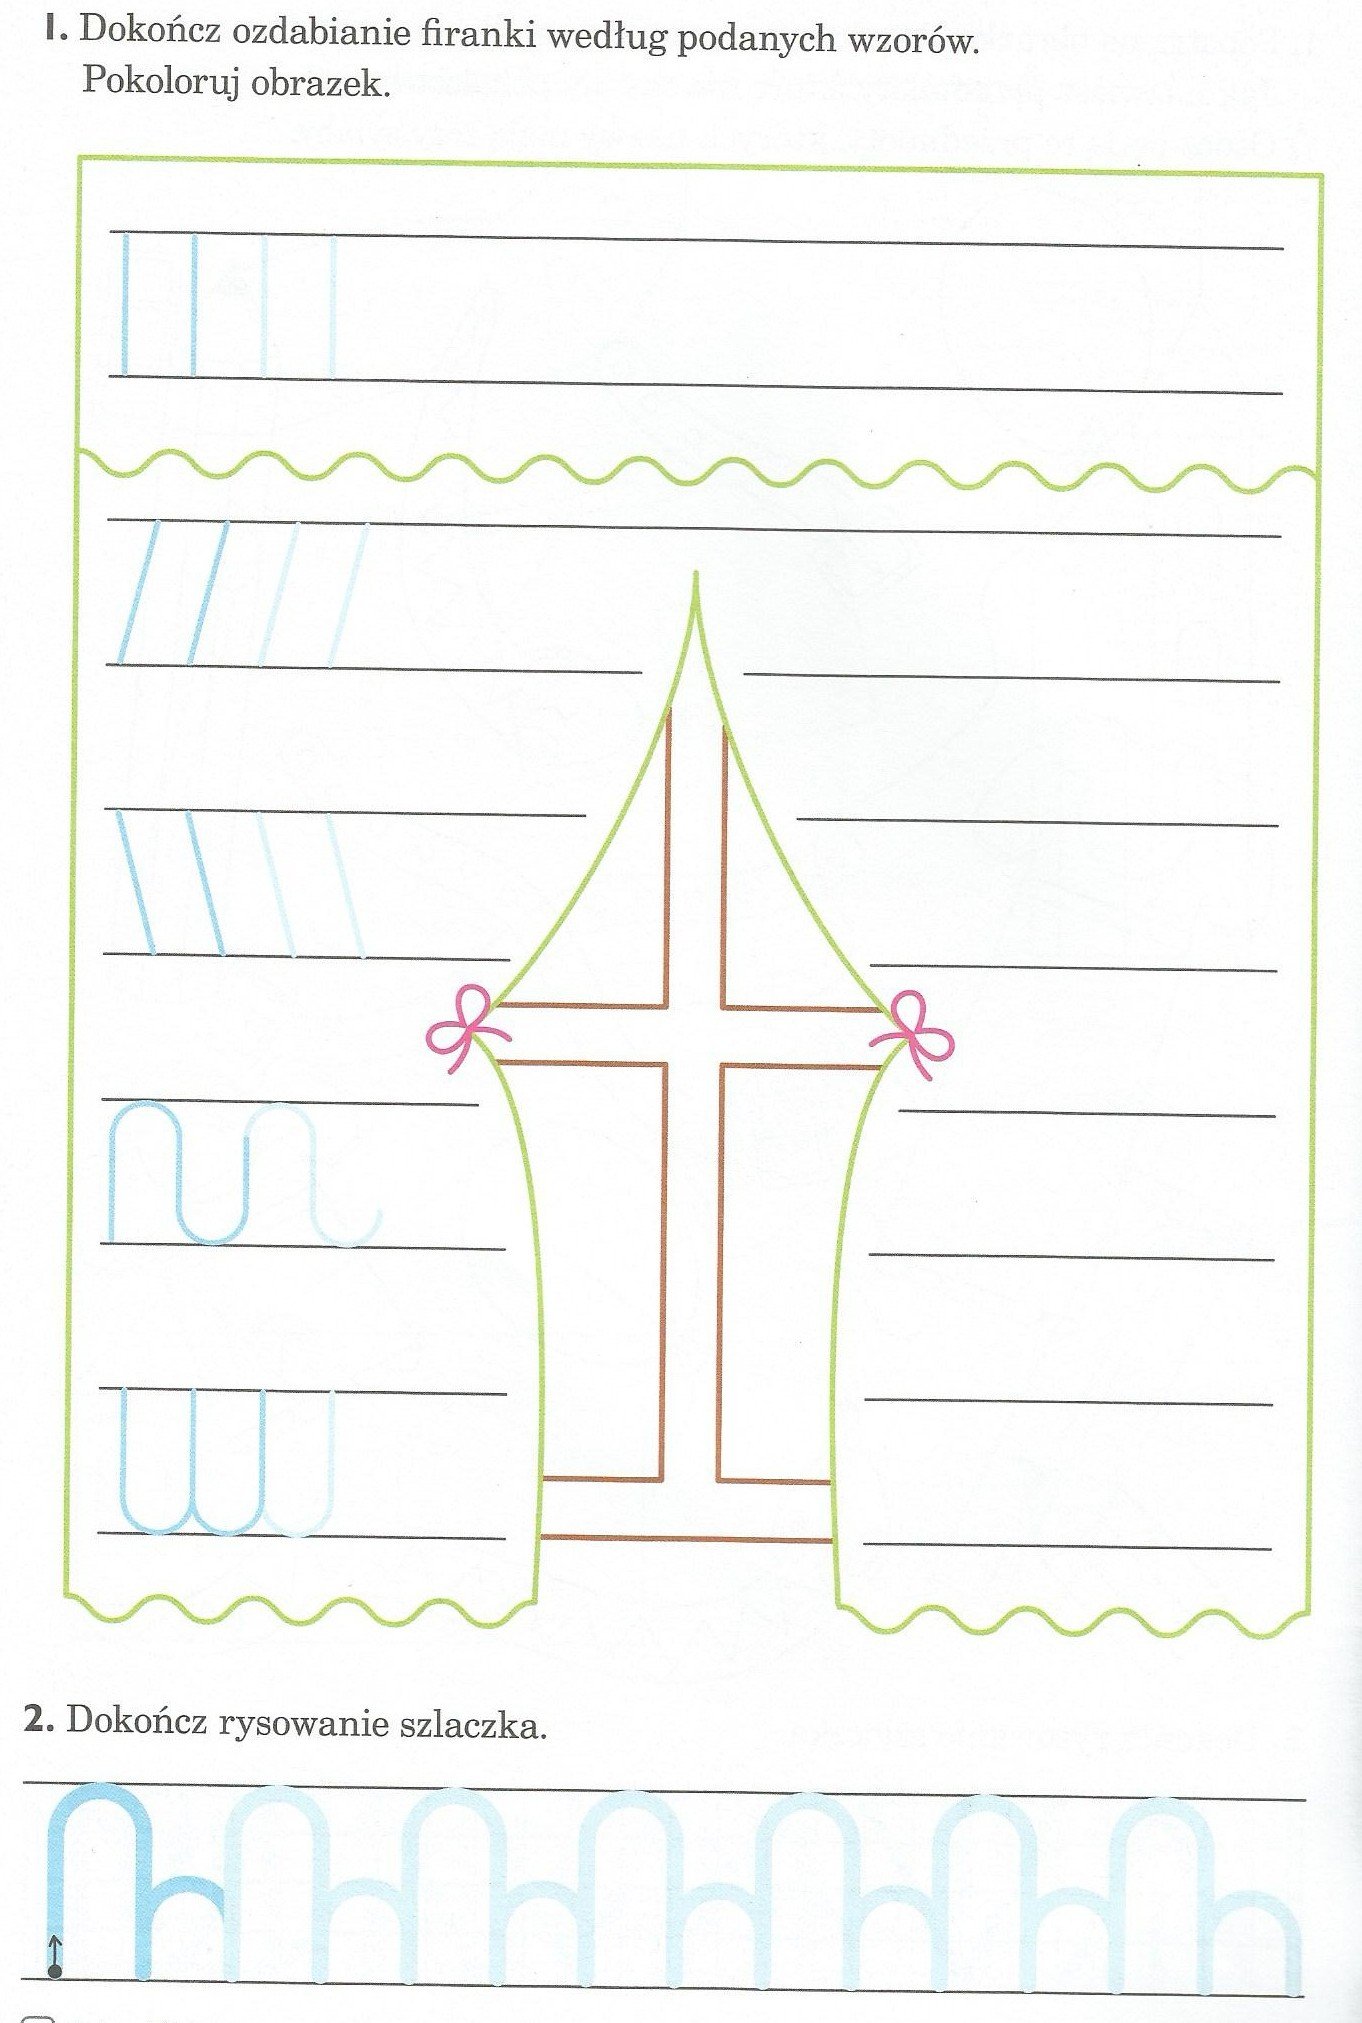 1. Dokończ ozdabianie firanki według podanych wzorów.
Pokoloruj obrazek.
2. Dokończ rysowanie szlaczka.